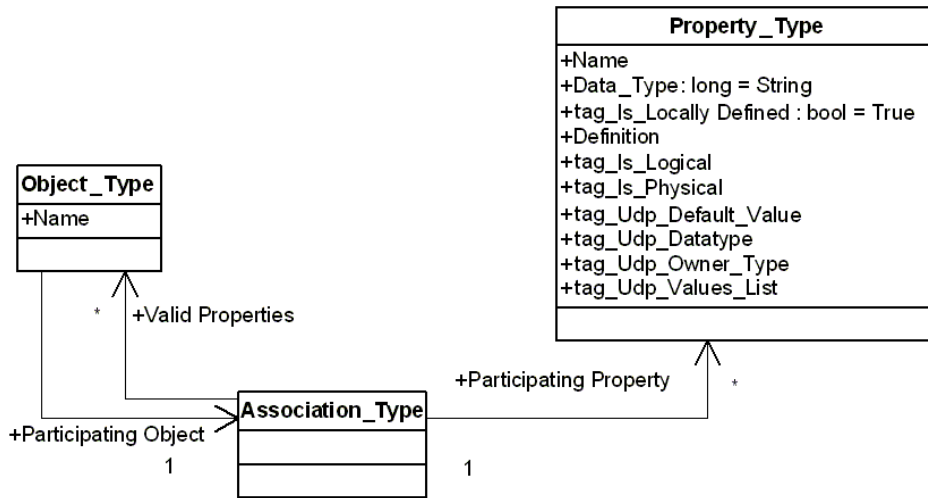 Property_Type
+Name
+Data_Type: long = String
+tag_Is_Locally Defined : bool = True
+Definition
+tag_Is_Logical
+tag_Is_Physical
+tag_Udp_Default_Value
+tag_Udp_Datatype
+tag_Udp_Owner_Type
+tag_Udp_Values_List
Object_Type
+Name
*
+Valid Properties
+Participating Property
*
Association_Type
+Participating Object
1
1